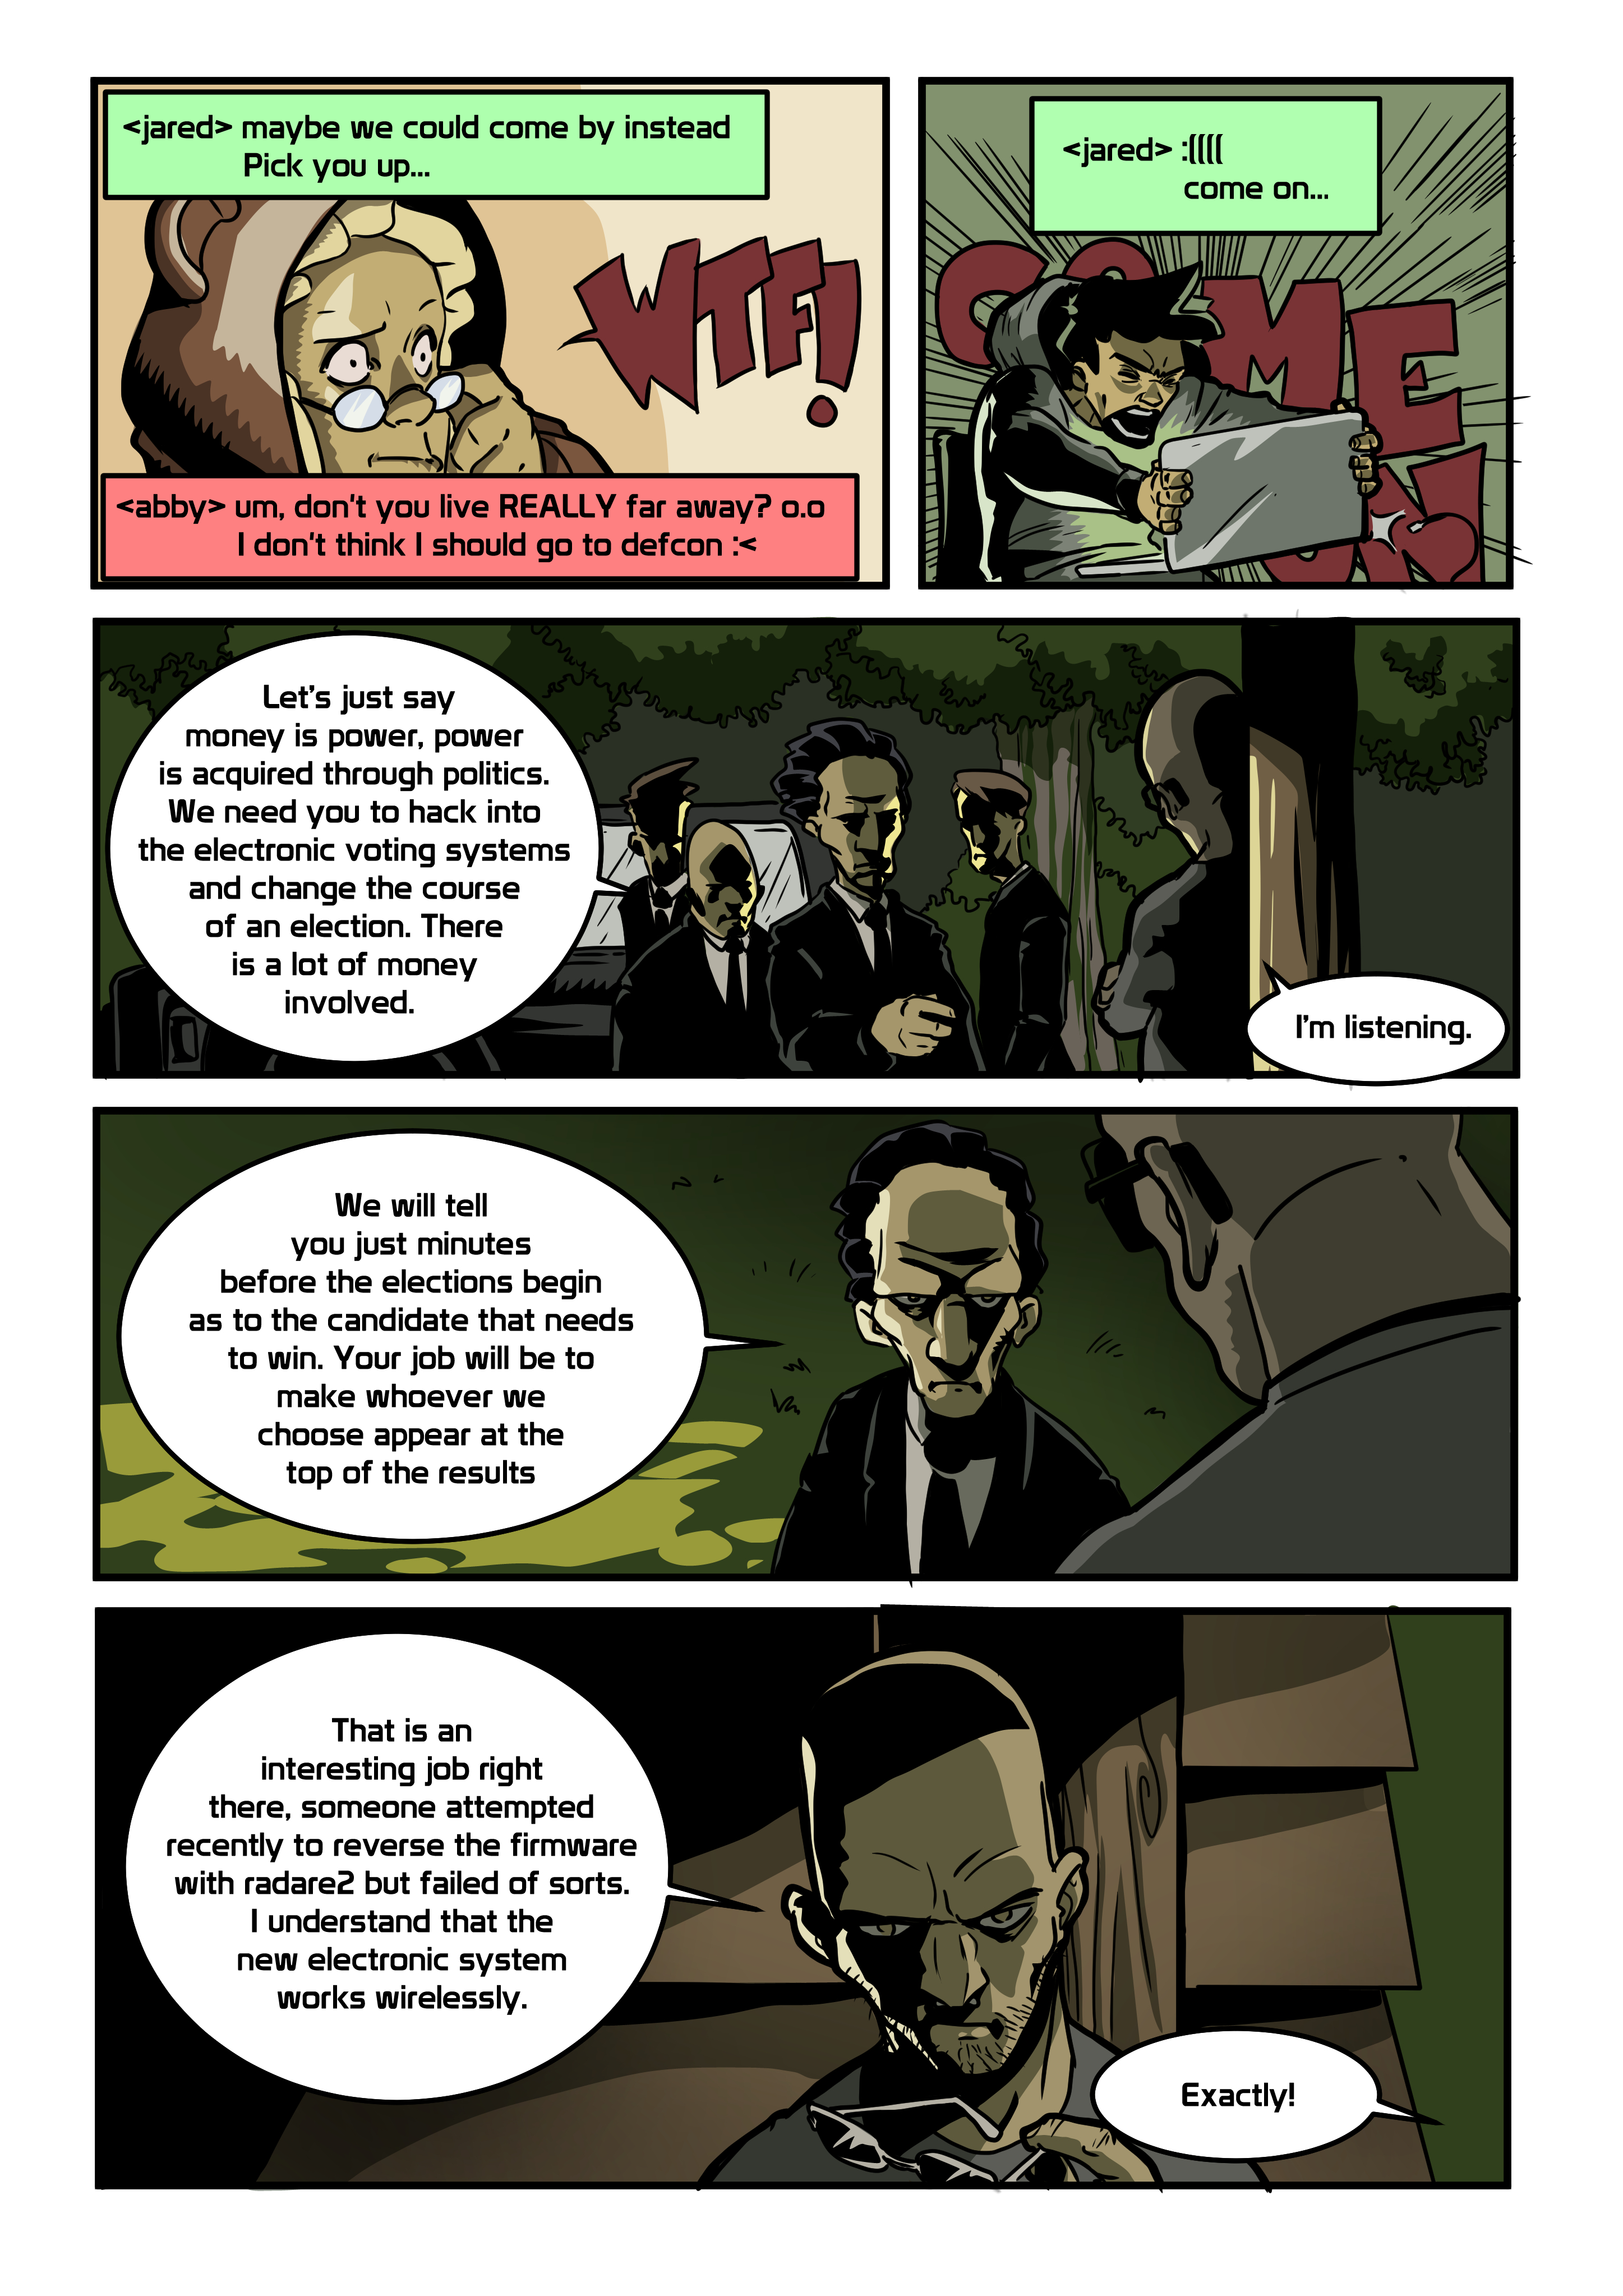 <jared> maybe we could come by instead
Pick you up...
WTF!
<abby> um, don't you live REALLY far away? o.o
I don't think I should go to defcon :<
<jared> :((((
come on...
COME
ON
Let's just say
money is power, power
is acquired through politics.
We need you to hack into
the electronic voting systems
and change the course
of an election. There
is a lot of money
involved.
I'm listening.
We will tell
you just minutes
before the elections begin
as to the candidate that needs
to win. Your job will be to
make whoever we
choose appear at the
top of the results
That is an
interesting job right
there, someone attempted
recently to reverse the firmware
with radare2 but failed of sorts.
I understand that the
new electronic system
works wirelessly.
Exactly!